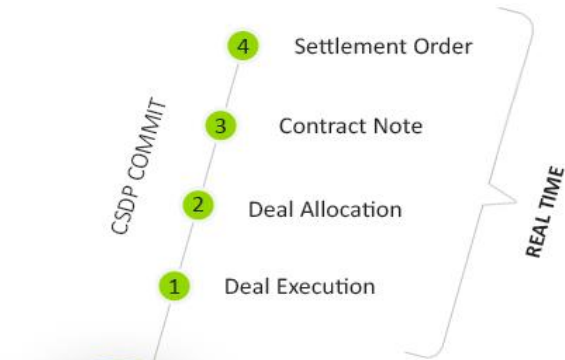 4 Settlement Order
3 Contract Note
CSDP COMMIT
2 Deal Allocation
REAL TIME
1 Deal Execution